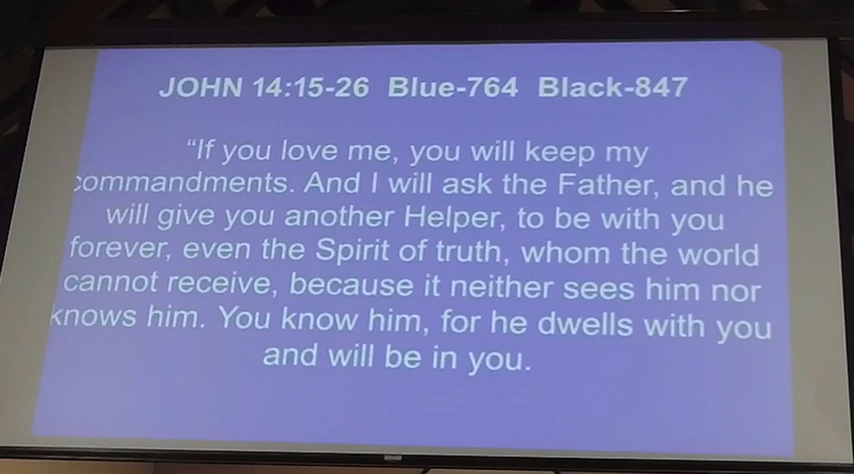 JOHN 14:15-26 Blue-764 Black-847
“If you love me, you will keep my
commandments. And I will ask the Father, and he
will give you another Helper, to be with you
forever, even the Spirit of truth, whom the world
cannot receive, because it neither sees him nor
knows him. You know him, for he dwells with you
and will be in you.